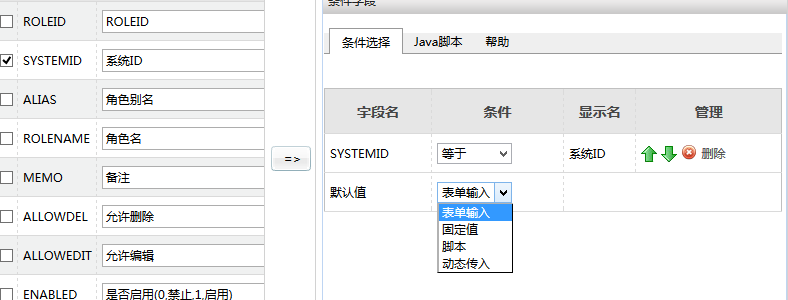 条件字段
ROLEID ROLEID
SYSTEMID 系统ID
ALIAS 角色别名
ROLENAME 角色名
MEMO 备注
ALLOWDEL 允许删除
ALLOWEDIT 允许编辑
ENABLED 是否启用(0,禁止,1,启用)
=>
条件选择 Java脚本 帮助
字段名 条件 显示名 管理
SYSTEMID 等于 系统ID 删除
默认值 表单输入
表单输入
固定值
脚本
动态传入